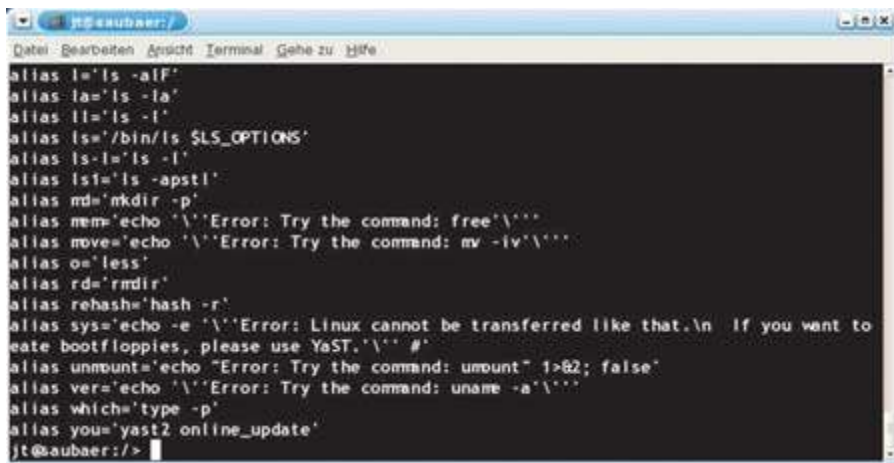 jt@saubaer:/
Datei Bearbeiten Ansicht Terminal Gehe zu Hilfe
alias l='ls -alF'
alias la='ls -la'
alias ll='ls -l'
alias ls='/bin/ls $LS_OPTIONS'
alias ls-l='ls -l'
alias ls1='ls -apstl'
alias md='mkdir -p'
alias mem='echo '\''Error: Try the command: free'\'''
alias move='echo '\''Error: Try the command: mv -iv'\'''
alias o='less'
alias rd='rmdir'
alias rehash='hash -r'
alias sys='echo -e '\''Error: Linux cannot be transferred like that.\n  If you want to
eate bootfloppies, please use YaST.'\'' #'
alias unmount='echo "Error: Try the command: umount" 1>&2; false'
alias ver='echo '\''Error: Try the command: uname -a'\'''
alias which='type -p'
alias you='yast2 online_update'
jt@saubaer:/>